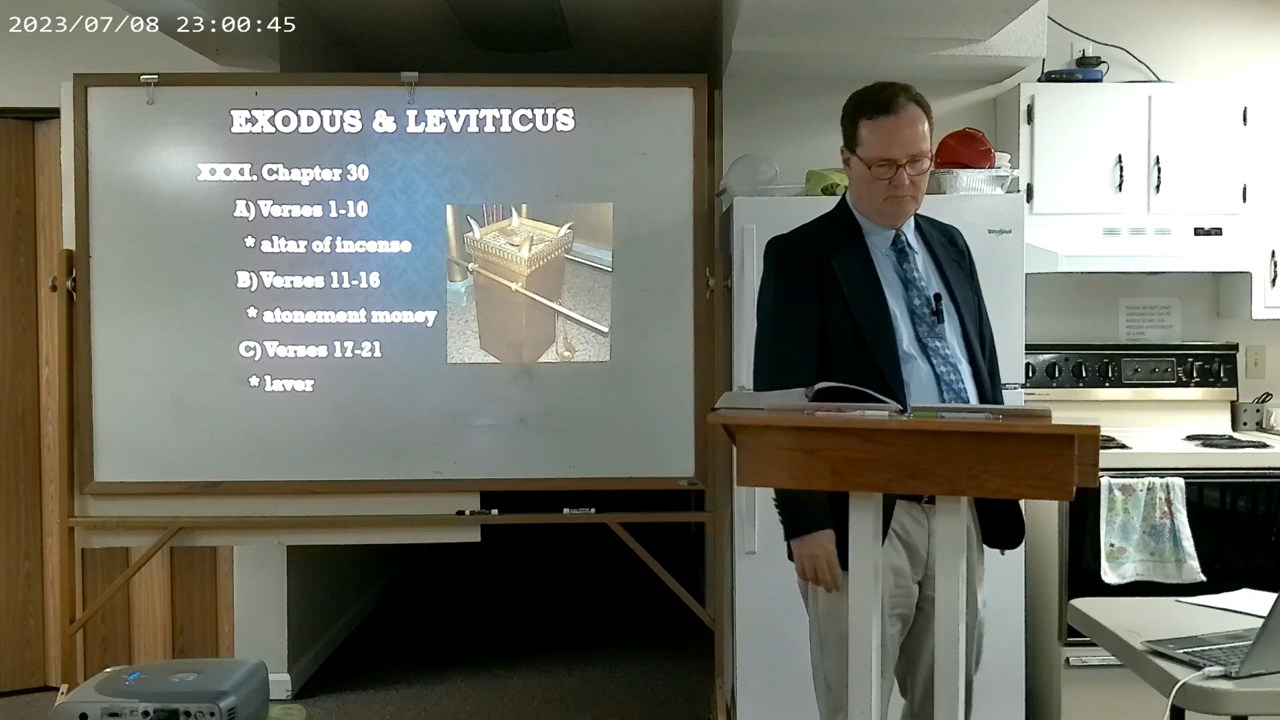 2023/07/08 23:00:45
EXODUS & LEVITICUS
XXXI. Chapter 30
A) Verses 1-10
* altar of incense
B) Verses 11-16
* atonement money
C) Verses 17-21
* laver
Whirlpool